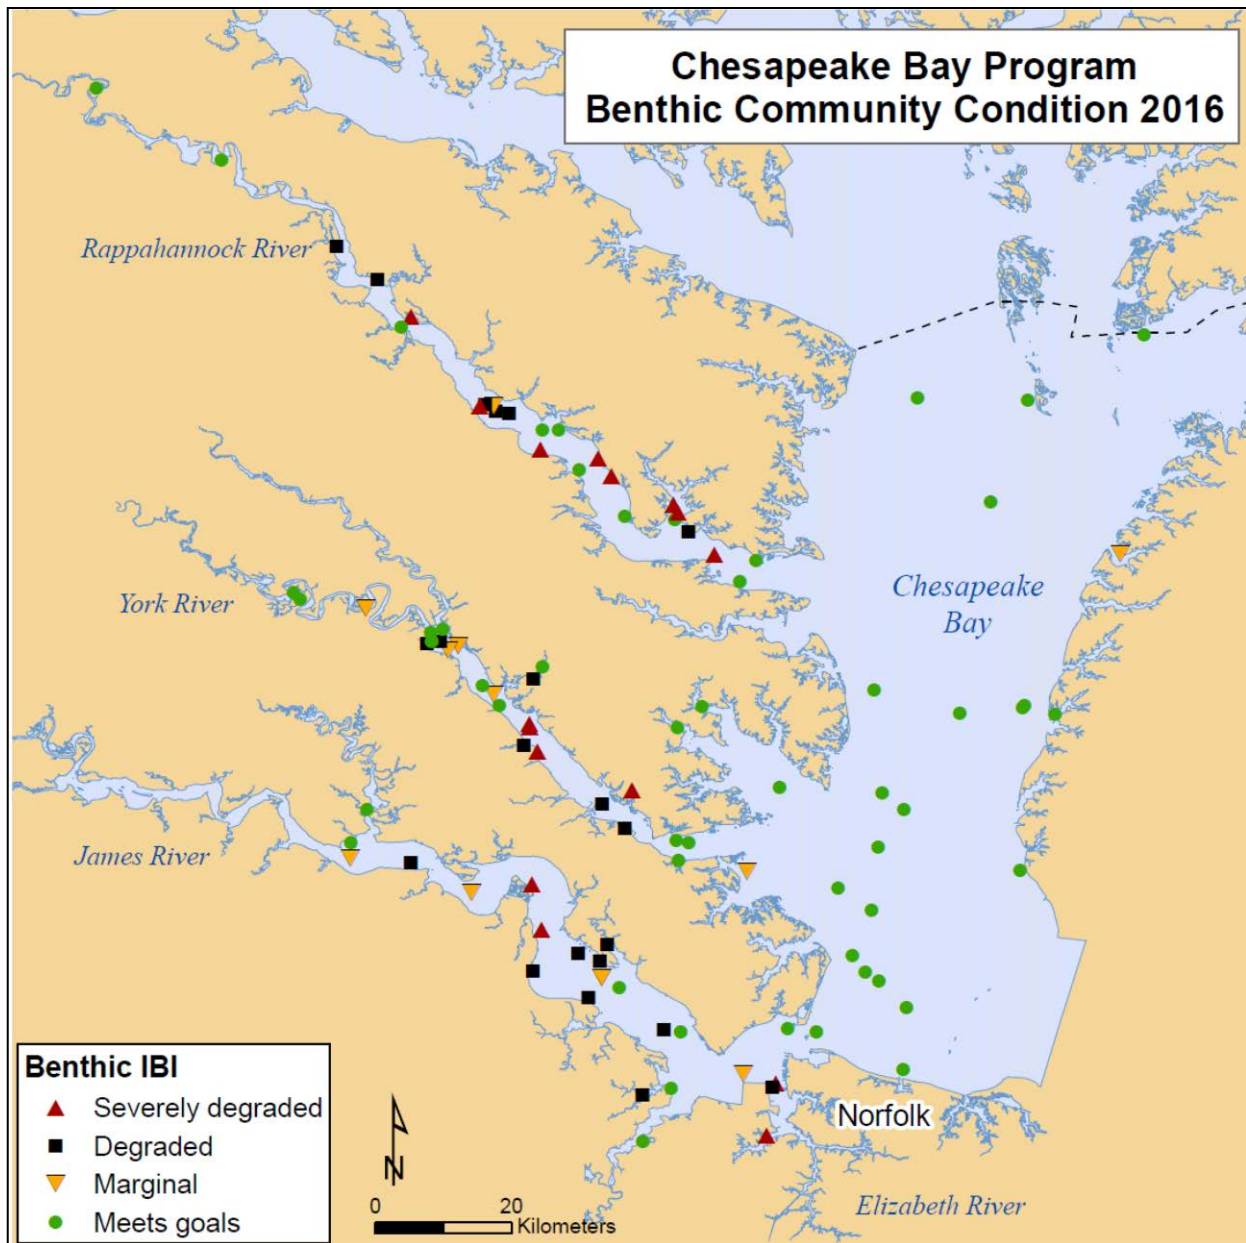 Chesapeake Bay Program
Benthic Community Condition 2016
Rappahannock River
York River
Chesapeake
Bay
James River
Norfolk
Elizabeth River
Benthic IBI
Severely degraded
Degraded
Marginal
Meets goals
N
0 20
Kilometers